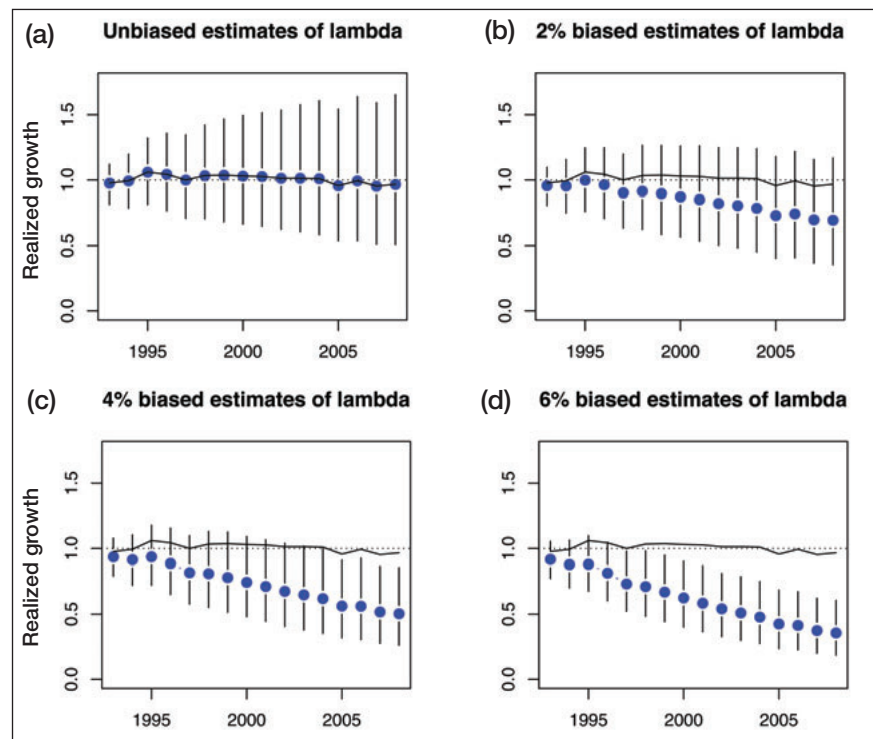 (a)
Unbiased estimates of lambda
Realized growth
1.5
1.0
0.5
0.0
1995
2000
2005
(b)
2% biased estimates of lambda
1.5
1.0
0.5
0.0
1995
2000
2005
(c)
4% biased estimates of lambda
Realized growth
1.5
1.0
0.5
0.0
1995
2000
2005
(d)
6% biased estimates of lambda
1.5
1.0
0.5
0.0
1995
2000
2005